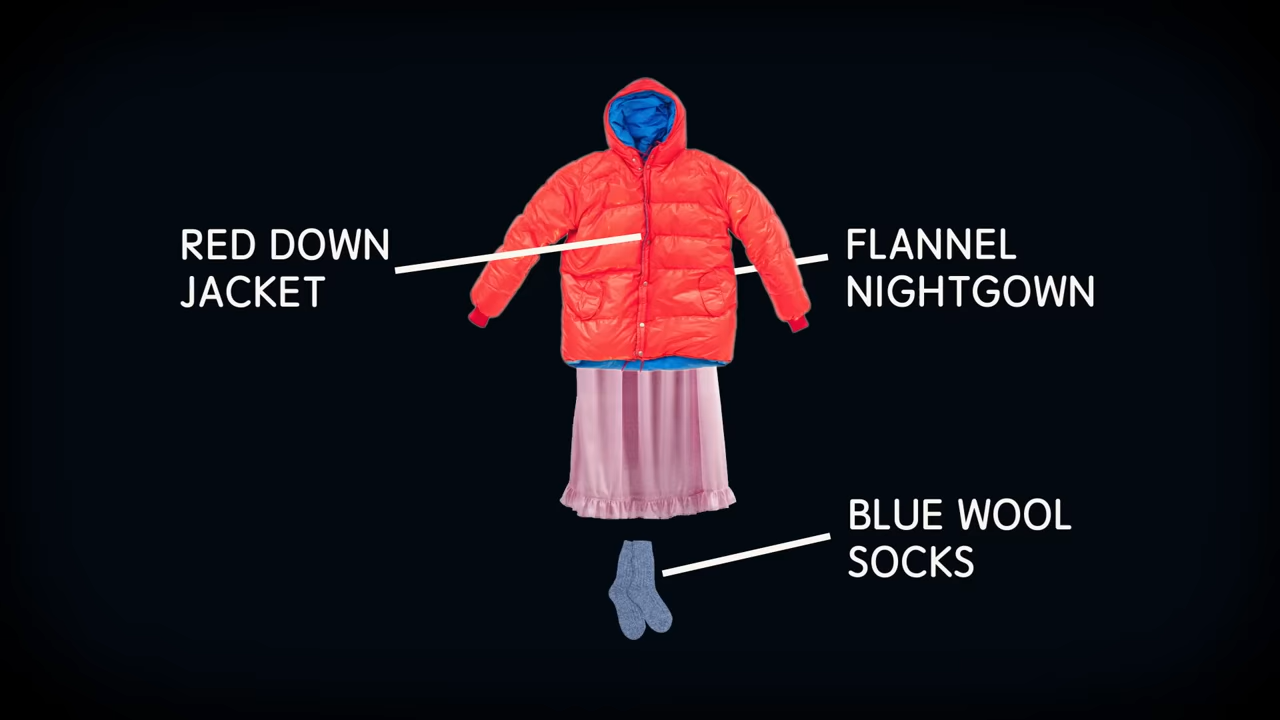 RED DOWN
JACKET
FLANNEL
NIGHTGOWN
BLUE WOOL
SOCKS